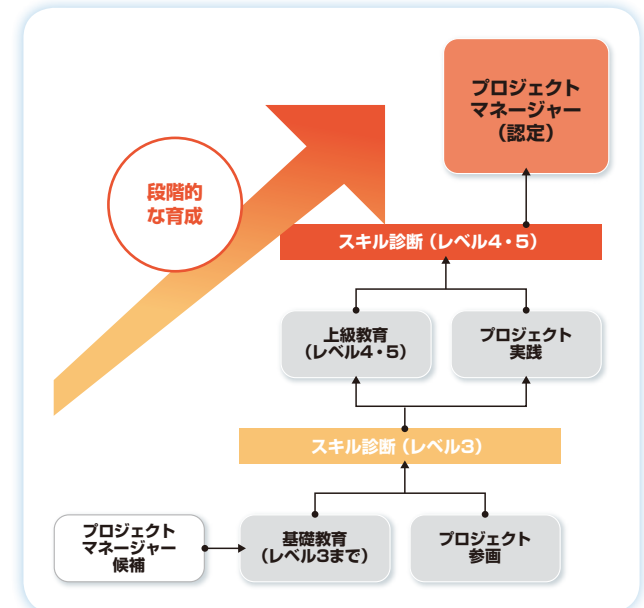 プロジェクト
マネージャー
（認定）
段階的
な育成
スキル診断（レベル4・5）
上級教育
（レベル4・5）
プロジェクト
実践
スキル診断（レベル3）
プロジェクト
マネージャー
候補
基礎教育
（レベル3まで）
プロジェクト
参画